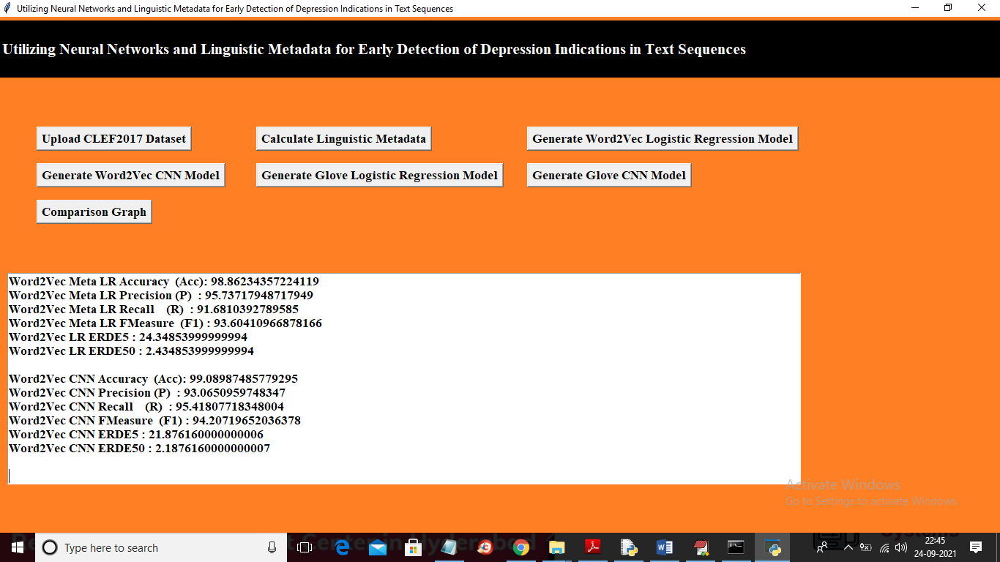 Utilizing Neural Networks and Linguistic Metadata for Early Detection of Depression Indications in Text Sequences
Utilizing Neural Networks and Linguistic Metadata for Early Detection of Depression Indications in Text Sequences
Upload CLEF2017 Dataset
Calculate Linguistic Metadata
Generate Word2Vec Logistic Regression Model
Generate Word2Vec CNN Model
Generate Glove Logistic Regression Model
Generate Glove CNN Model
Comparison Graph
Word2Vec Meta LR Accuracy  (Acc): 98.86234357224119
Word2Vec Meta LR Precision (P)  : 95.73717948717949
Word2Vec Meta LR Recall    (R)  : 91.6810392789585
Word2Vec Meta LR FMeasure  (F1) : 93.60410966878166
Word2Vec LR ERDE5 : 24.34853999999994
Word2Vec LR ERDE50 : 2.434853999999994
Word2Vec CNN Accuracy  (Acc): 99.08987485779295
Word2Vec CNN Precision (P)  : 93.0650959748347
Word2Vec CNN Recall    (R)  : 95.41807718348004
Word2Vec CNN FMeasure  (F1) : 94.20719652036378
Word2Vec CNN ERDE5 : 21.876160000000006
Word2Vec CNN ERDE50 : 2.1876160000000007
Activate Windows
Go to Settings to activate Windows.
Type here to search
Center in Hyderabad
Systems
22:45
24-09-2021